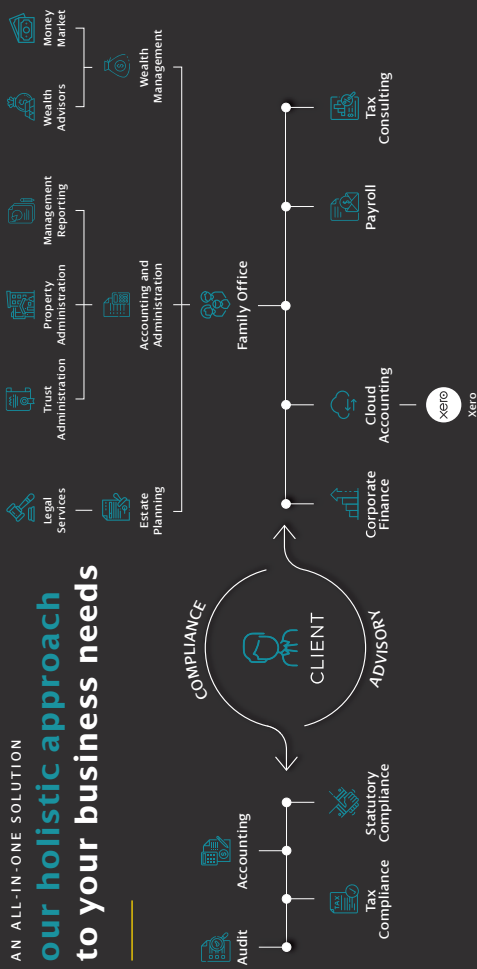 AN ALL-IN-ONE SOLUTION
our holistic approach
to your business needs
Audit
Accounting
Tax
Compliance
Statutory
Compliance
COMPLIANCE
CLIENT
ADVISORY
Legal
Services
Trust
Administration
Property
Administration
Management
Reporting
Wealth
Advisors
Money
Market
Estate
Planning
Accounting and
Administration
Wealth
Management
Family Office
Corporate
Finance
Cloud
Accounting
Payroll
Tax
Consulting
xero
Xero
TAX